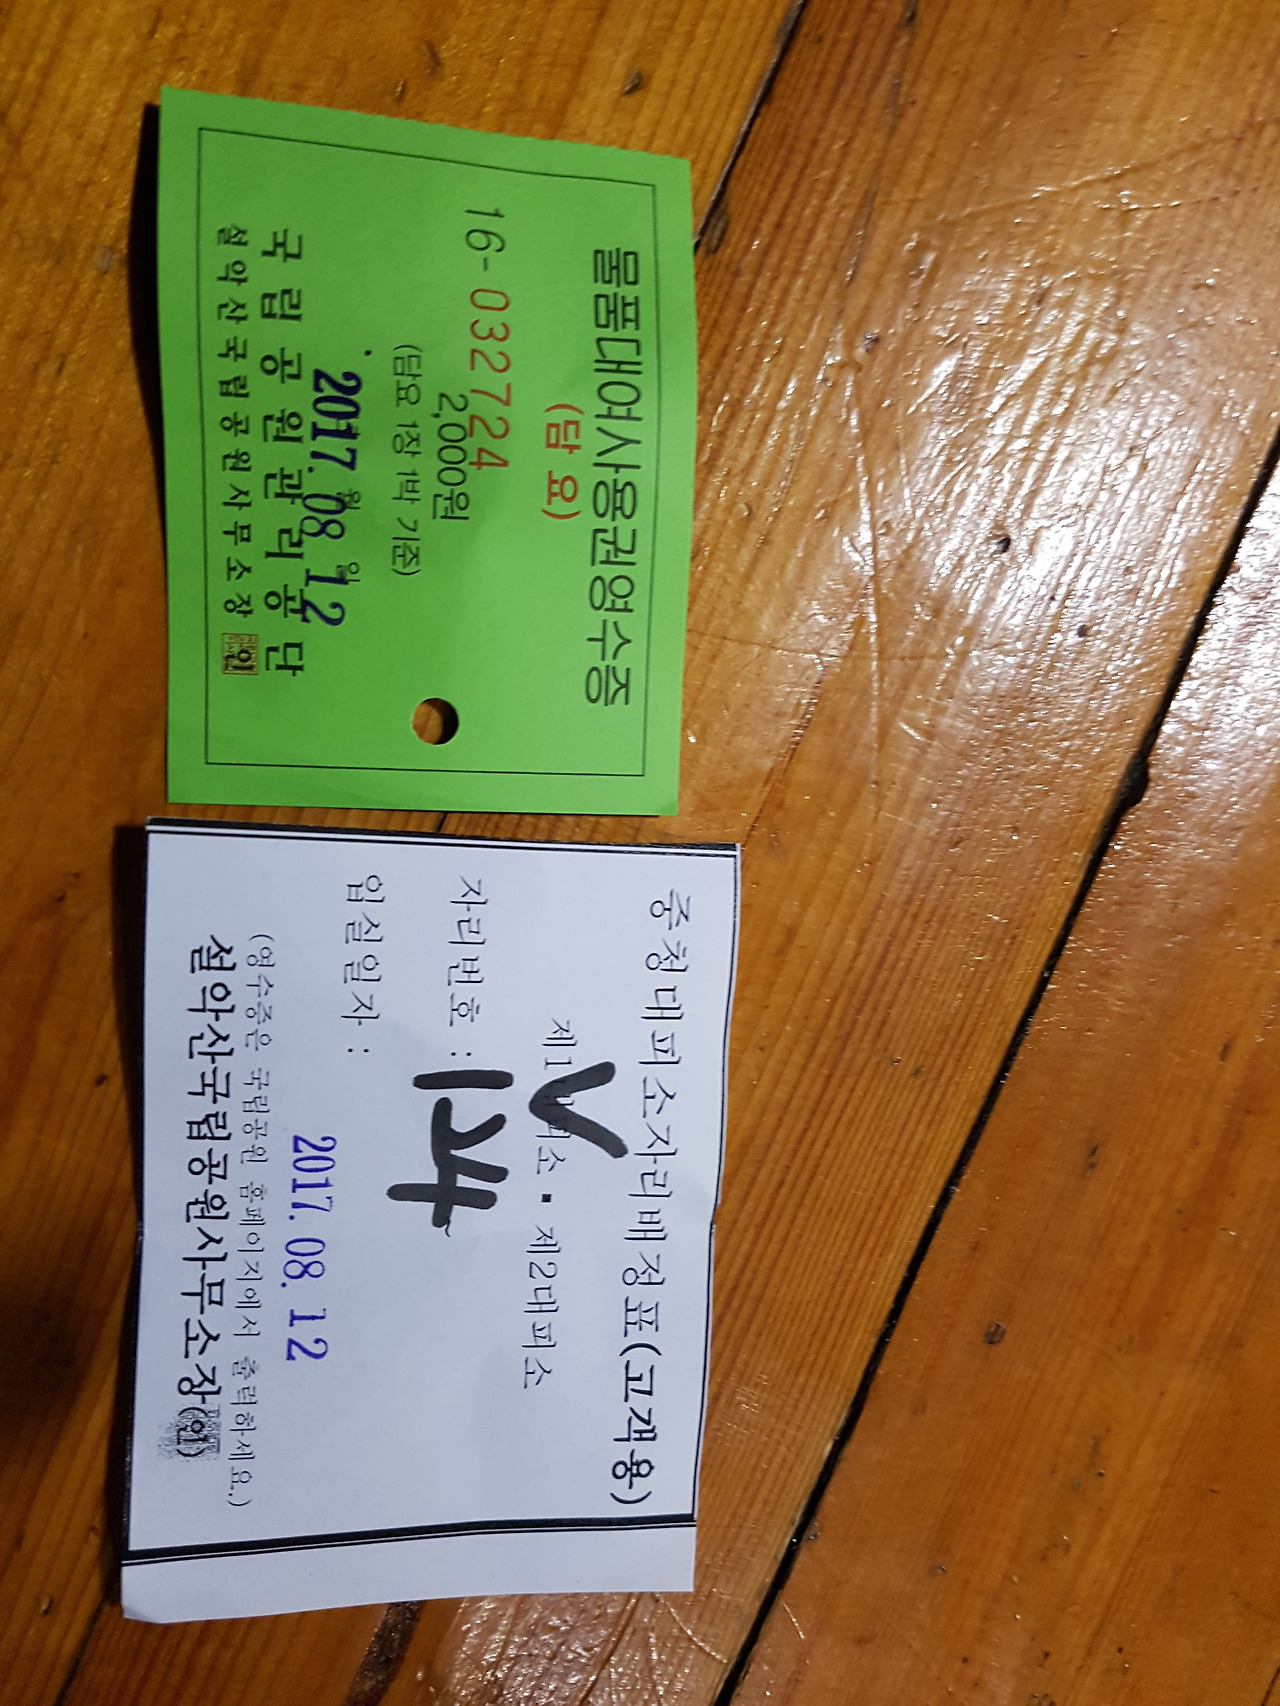 물품대여사용권영수증
(담 요)
16-032724
2,000원
(담요 1장 1박 기준)
2017. 08 12
국립공원관리공단
설악산국립공원사무소장 인
중청대피소자리배정표(고객용)
제1대피소 ▪ 제2대피소
자리번호 : 124
입실일자 :
2017. 08. 12
(영수증은 국립공원 홈페이지에서 출력하세요.)
설악산국립공원사무소장(인)